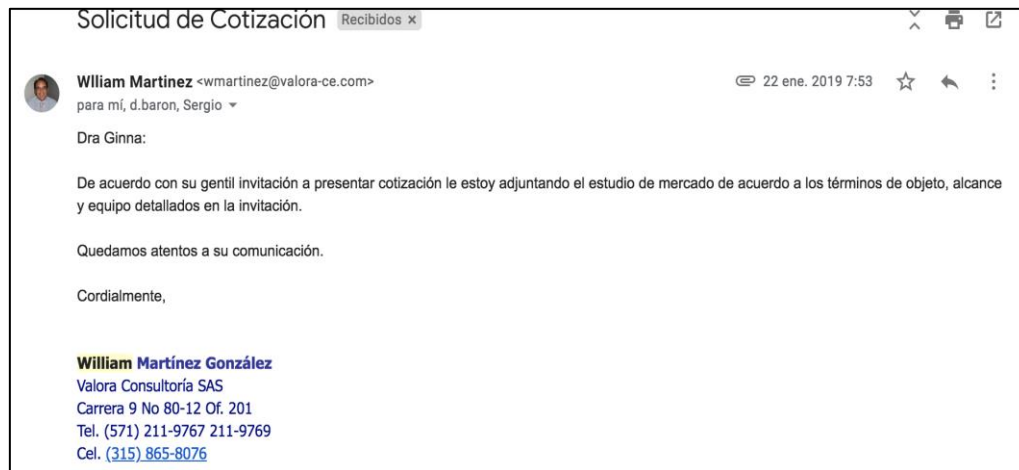 Solicitud de Cotización Recibidos x
Wlliam Martinez <wmartinez@valora-ce.com> 22 ene. 2019 7:53
para mí, d.baron, Sergio
Dra Ginna:
De acuerdo con su gentil invitación a presentar cotización le estoy adjuntando el estudio de mercado de acuerdo a los términos de objeto, alcance
y equipo detallados en la invitación.
Quedamos atentos a su comunicación.
Cordialmente,
William Martínez González
Valora Consultoría SAS
Carrera 9 No 80-12 Of. 201
Tel. (571) 211-9767 211-9769
Cel. (315) 865-8076